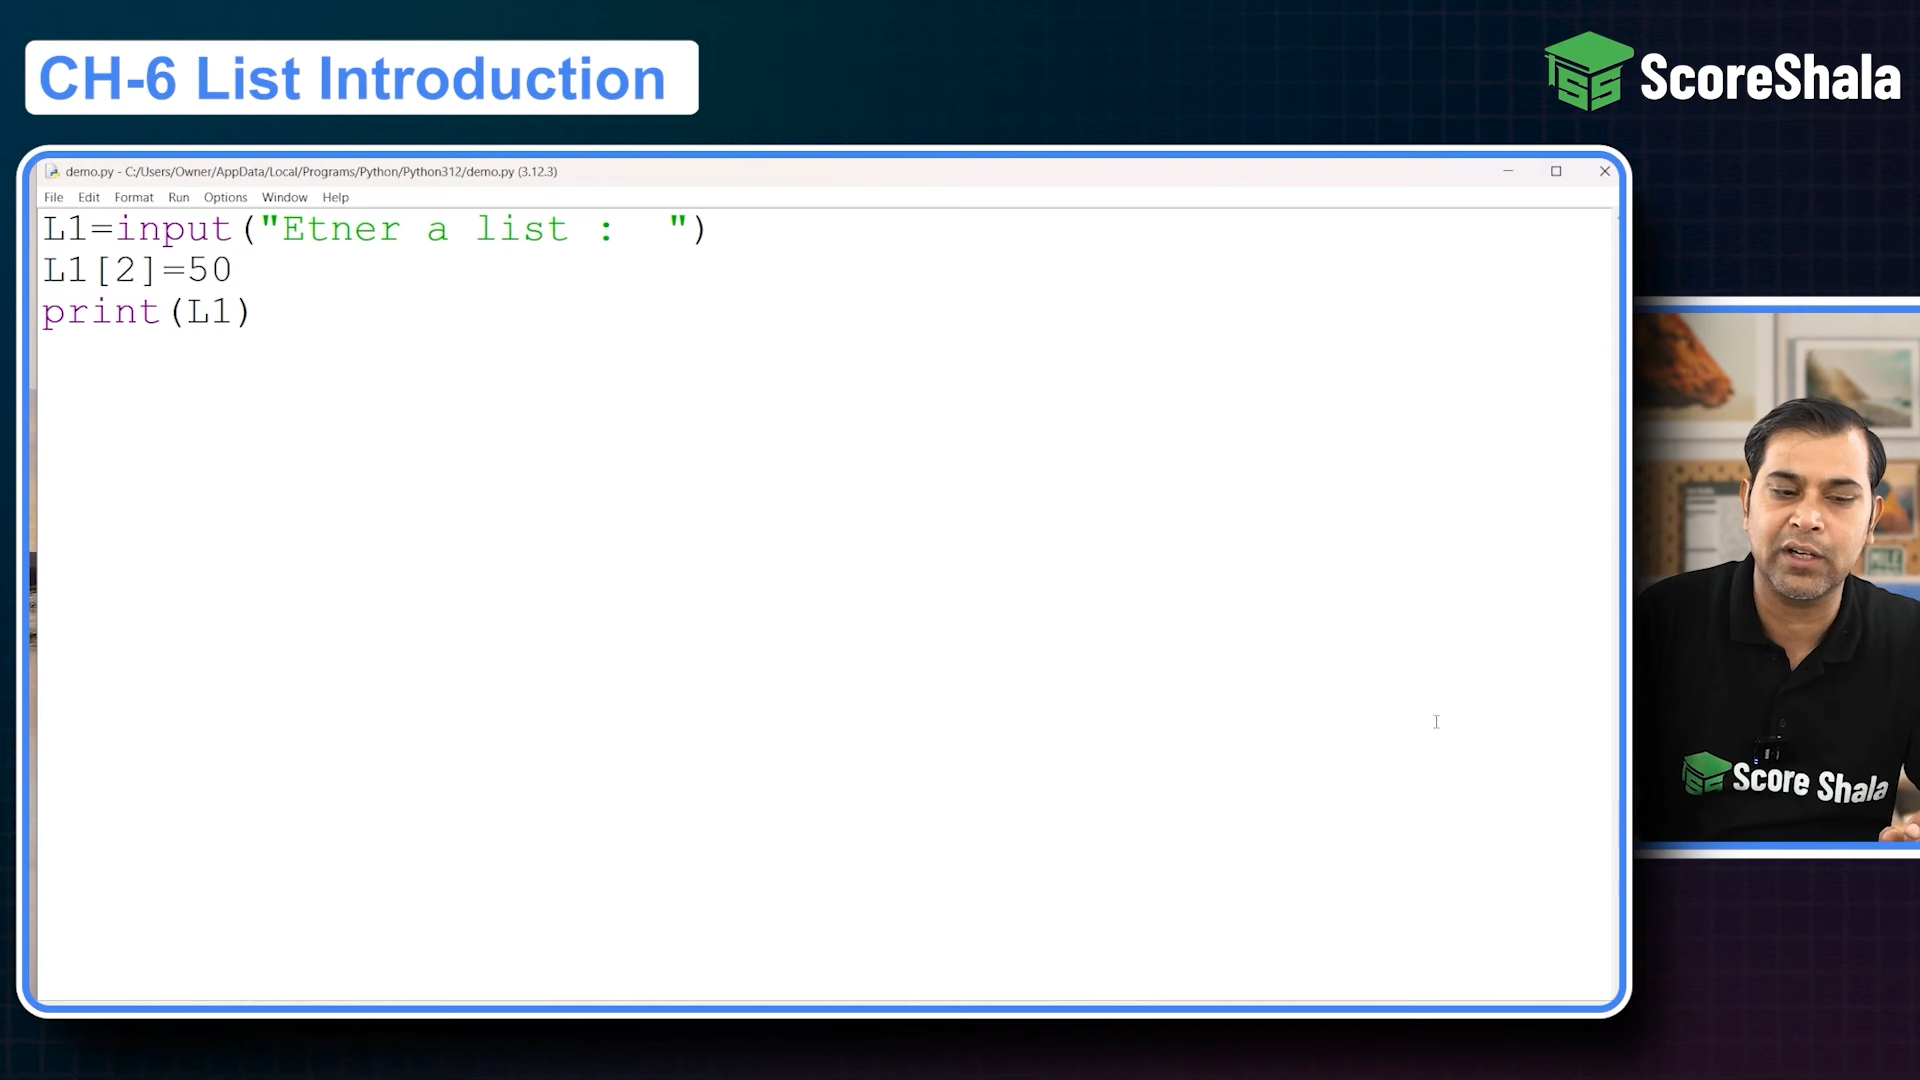 CH-6 List Introduction
ScoreShala
demo.py - C:/Users/Owner/AppData/Local/Programs/Python/Python312/demo.py (3.12.3)
File Edit Format Run Options Window Help
L1=input("Etner a list :  ")
L1[2]=50
print(L1)
Score Shala